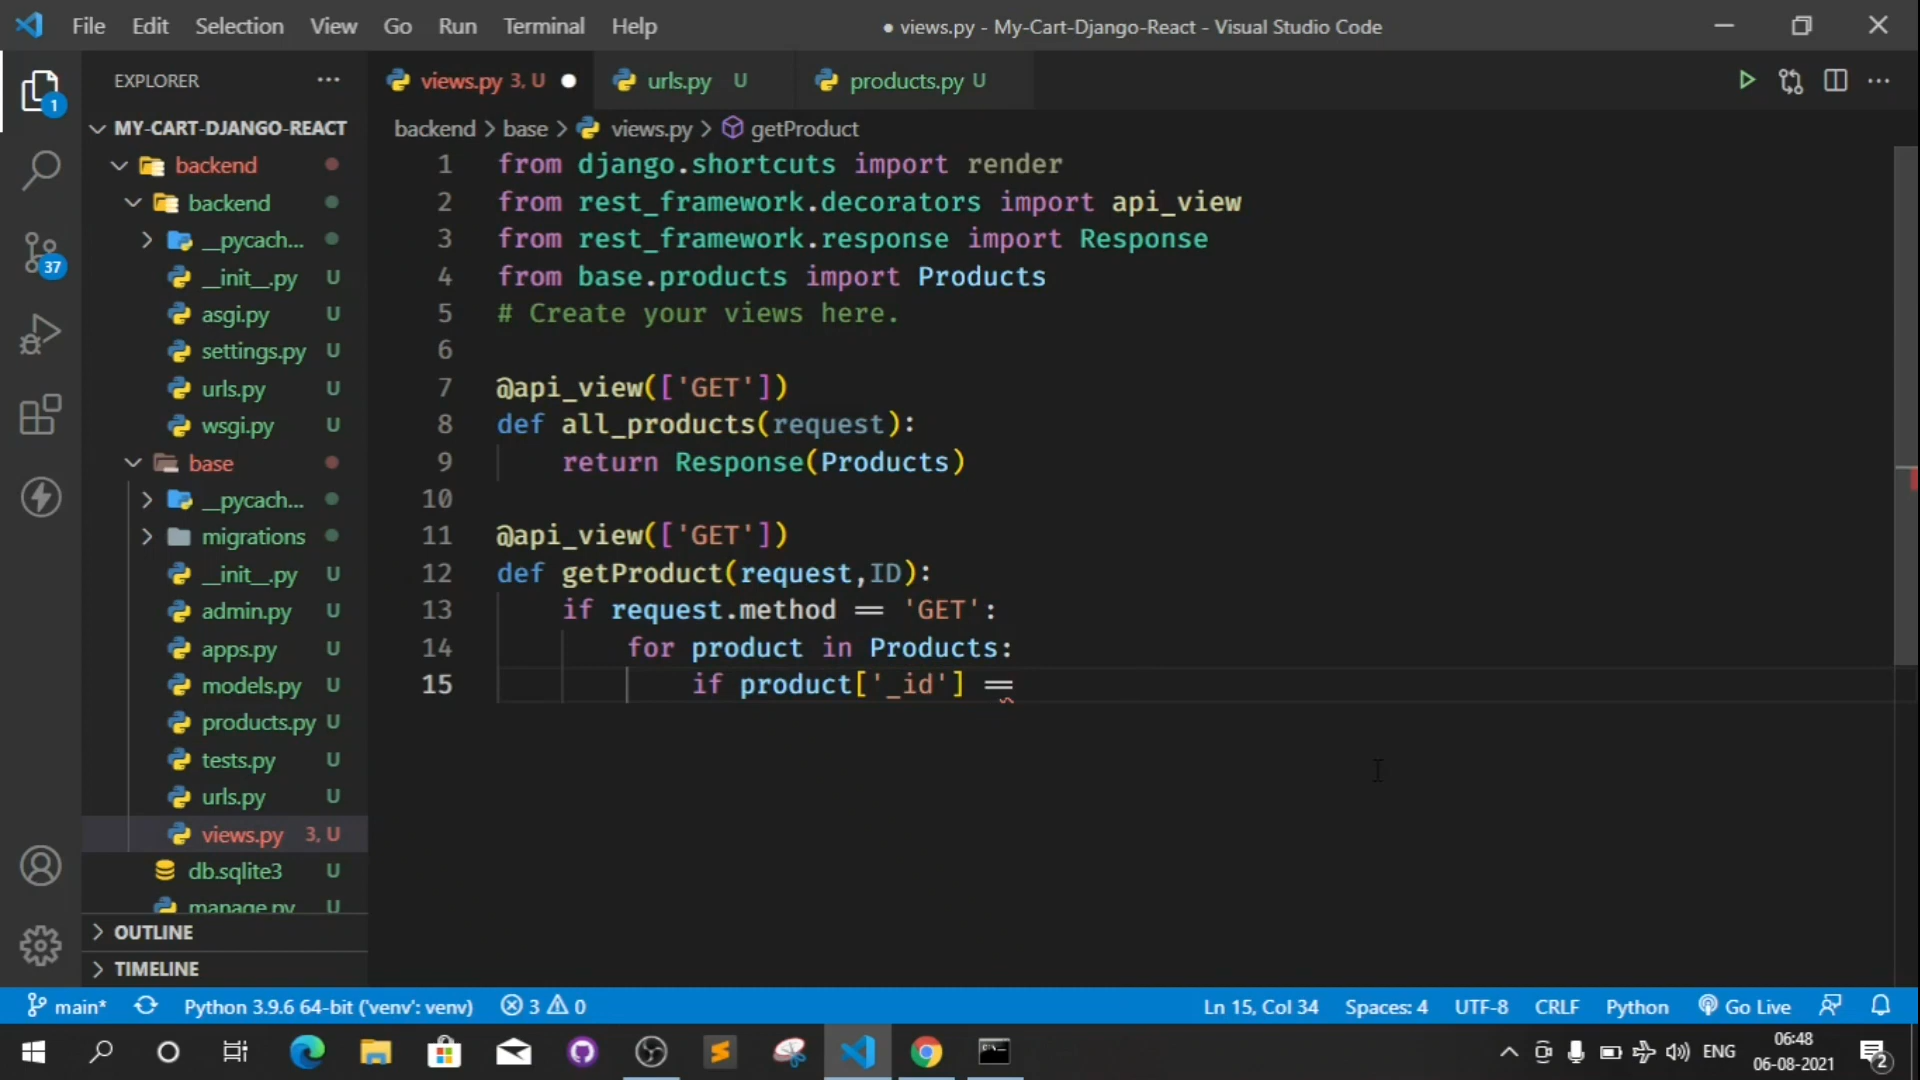 File Edit Selection View Go Run Terminal Help
● views.py - My-Cart-Django-React - Visual Studio Code
1
37
EXPLORER ···
MY-CART-DJANGO-REACT
backend
backend
__pycach...
__init__.py U
asgi.py U
settings.py U
urls.py U
wsgi.py U
base
__pycach...
migrations
__init__.py U
admin.py U
apps.py U
models.py U
products.py U
tests.py U
urls.py U
views.py 3, U
db.sqlite3 U
manage.py U
OUTLINE
TIMELINE
views.py 3, U ●
urls.py U
products.py U
backend > base > views.py > getProduct
1 from django.shortcuts import render
2 from rest_framework.decorators import api_view
3 from rest_framework.response import Response
4 from base.products import Products
5 # Create your views here.
6
7 @api_view(['GET'])
8 def all_products(request):
9 return Response(Products)
10
11 @api_view(['GET'])
12 def getProduct(request,ID):
13 if request.method == 'GET':
14 for product in Products:
15 if product['_id'] ==
main* Python 3.9.6 64-bit ('venv': venv) 3 0
Ln 15, Col 34 Spaces: 4 UTF-8 CRLF Python Go Live
ENG
06:48
06-08-2021
2